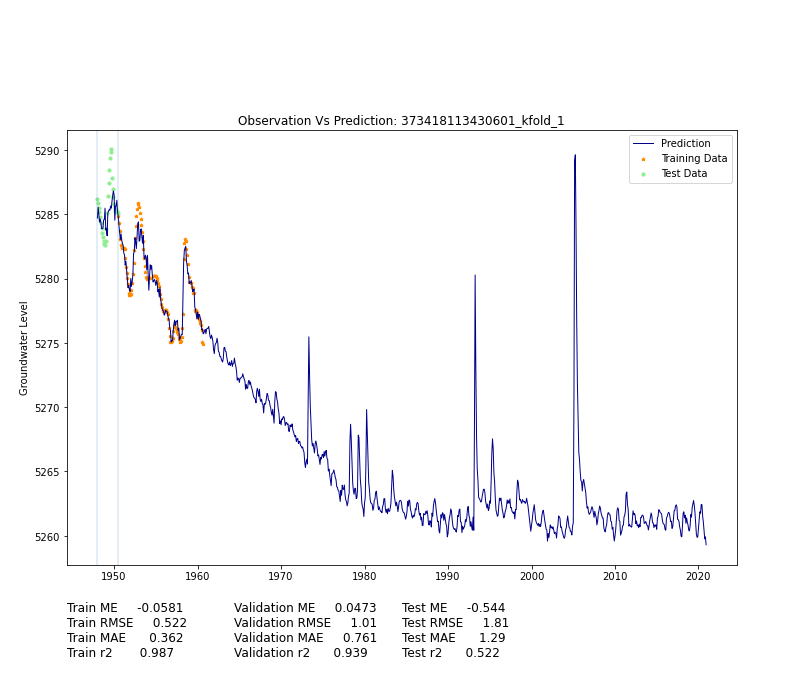 Observation Vs Prediction: 373418113430601_kfold_1
Prediction
Training Data
Test Data
Groundwater Level
5290
5285
5280
5275
5270
5265
5260
1950 1960 1970 1980 1990 2000 2010 2020
Train ME -0.0581 Validation ME 0.0473 Test ME -0.544
Train RMSE 0.522 Validation RMSE 1.01 Test RMSE 1.81
Train MAE 0.362 Validation MAE 0.761 Test MAE 1.29
Train r2 0.987 Validation r2 0.939 Test r2 0.522